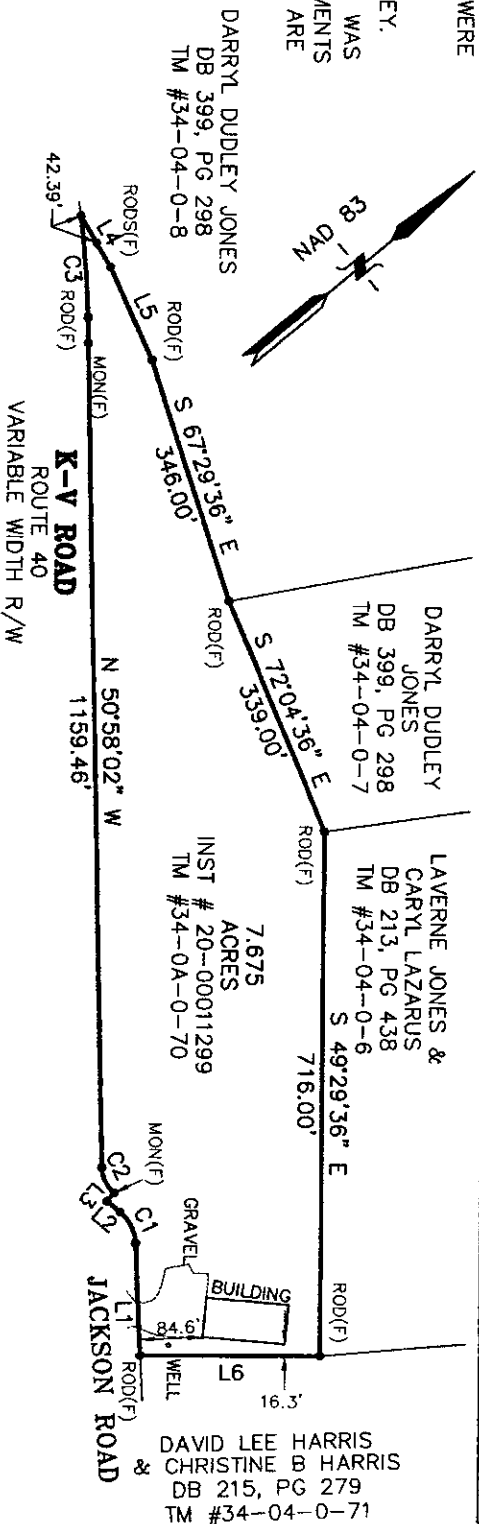 WERE
EY.
WAS
MENTS
ARE
NAD 83
DARRYL DUDLEY JONES
DB 399, PG 298
TM #34-04-0-8
DARRYL DUDLEY
JONES
DB 399, PG 298
TM #34-04-0-7
LAVERNE JONES &
CARYL LAZARUS
DB 213, PG 438
TM #34-04-0-6
42.39'
L4
RODS(F)
L5
ROD(F)
S 67°29'36" E
346.00'
ROD(F)
S 72°04'36" E
339.00'
ROD(F)
S 49°29'36" E
716.00'
ROD(F)
C3
ROD(F)
MON(F)
K-V ROAD
ROUTE 40
VARIABLE WIDTH R/W
N 50°58'02" W
1159.46'
7.675
ACRES
INST # 20-00011299
TM #34-0A-0-70
MON(F)
C2
L3
L2
C1
GRAVEL
BUILDING
L1
84.6'
WELL
ROD(F)
L6
16.3'
JACKSON ROAD
DAVID LEE HARRIS
& CHRISTINE B HARRIS
DB 215, PG 279
TM #34-04-0-71